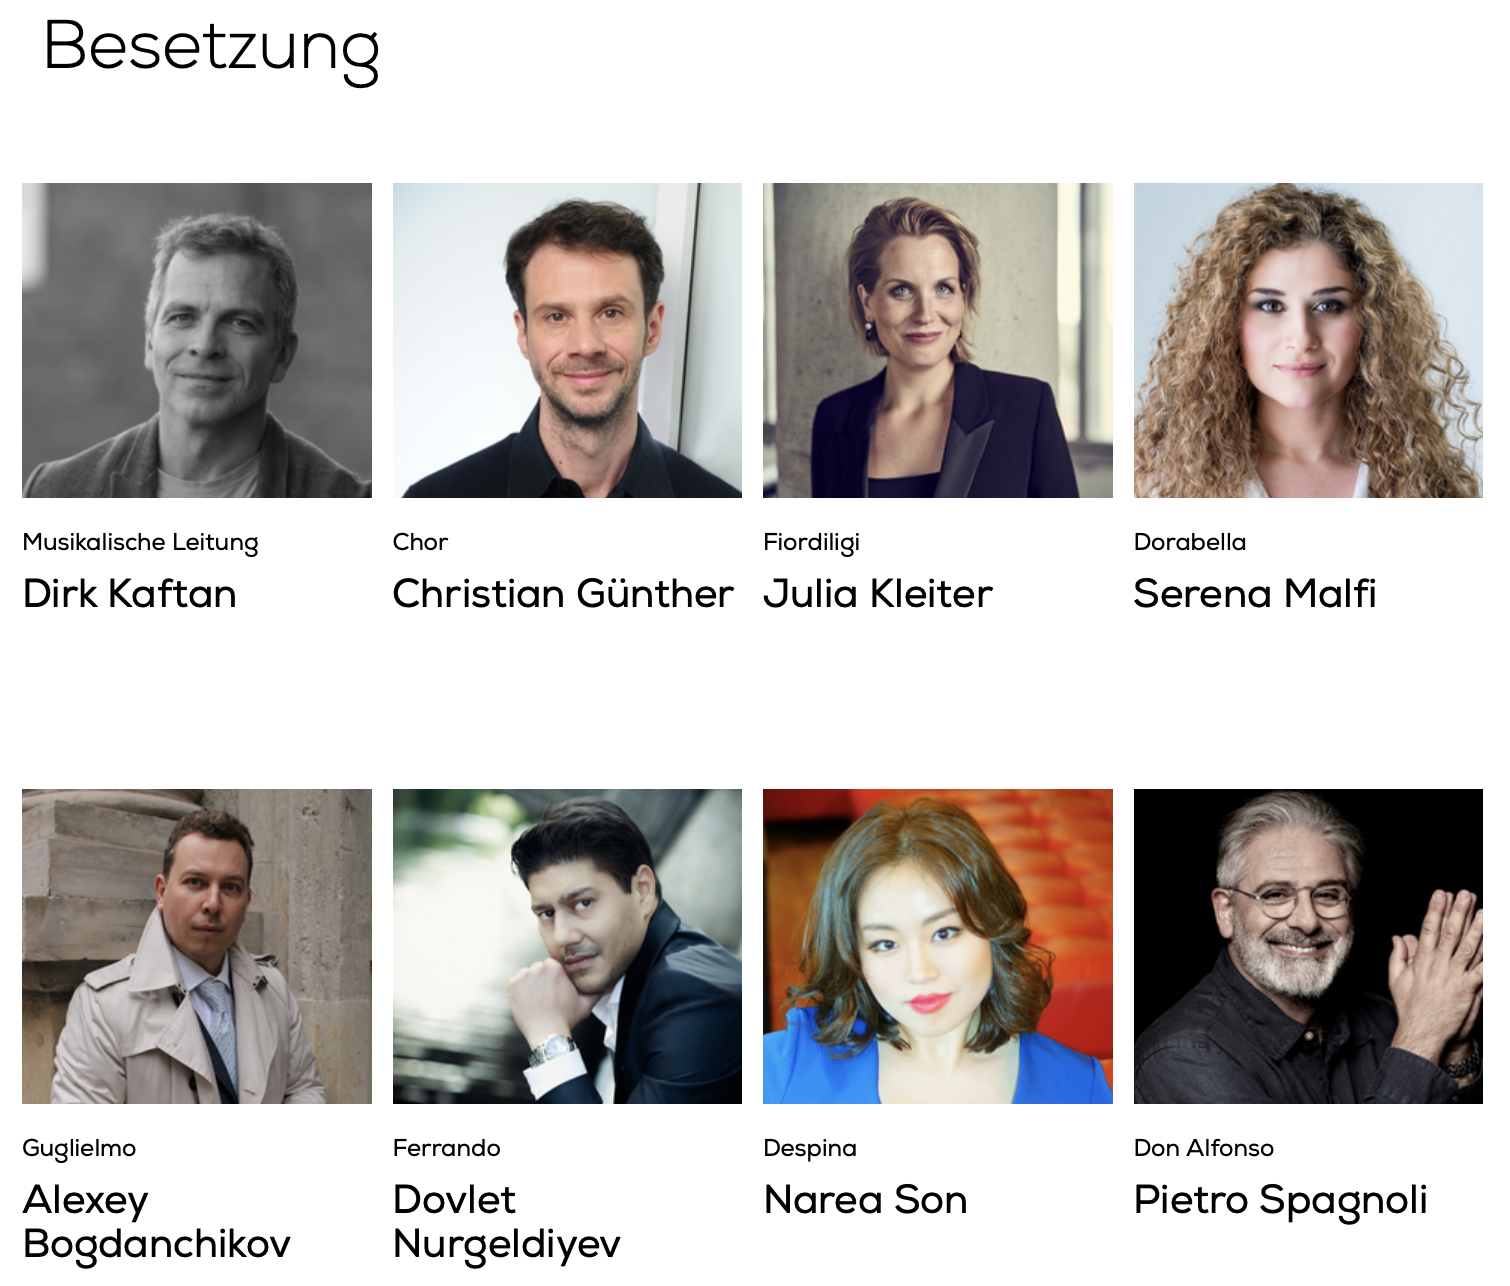 Besetzung
Musikalische Leitung
Dirk Kaftan
Chor
Christian Günther
Fiordiligi
Julia Kleiter
Dorabella
Serena Malfi
Guglielmo
Alexey
Bogdanchikov
Ferrando
Dovlet
Nurgeldiyev
Despina
Narea Son
Don Alfonso
Pietro Spagnoli